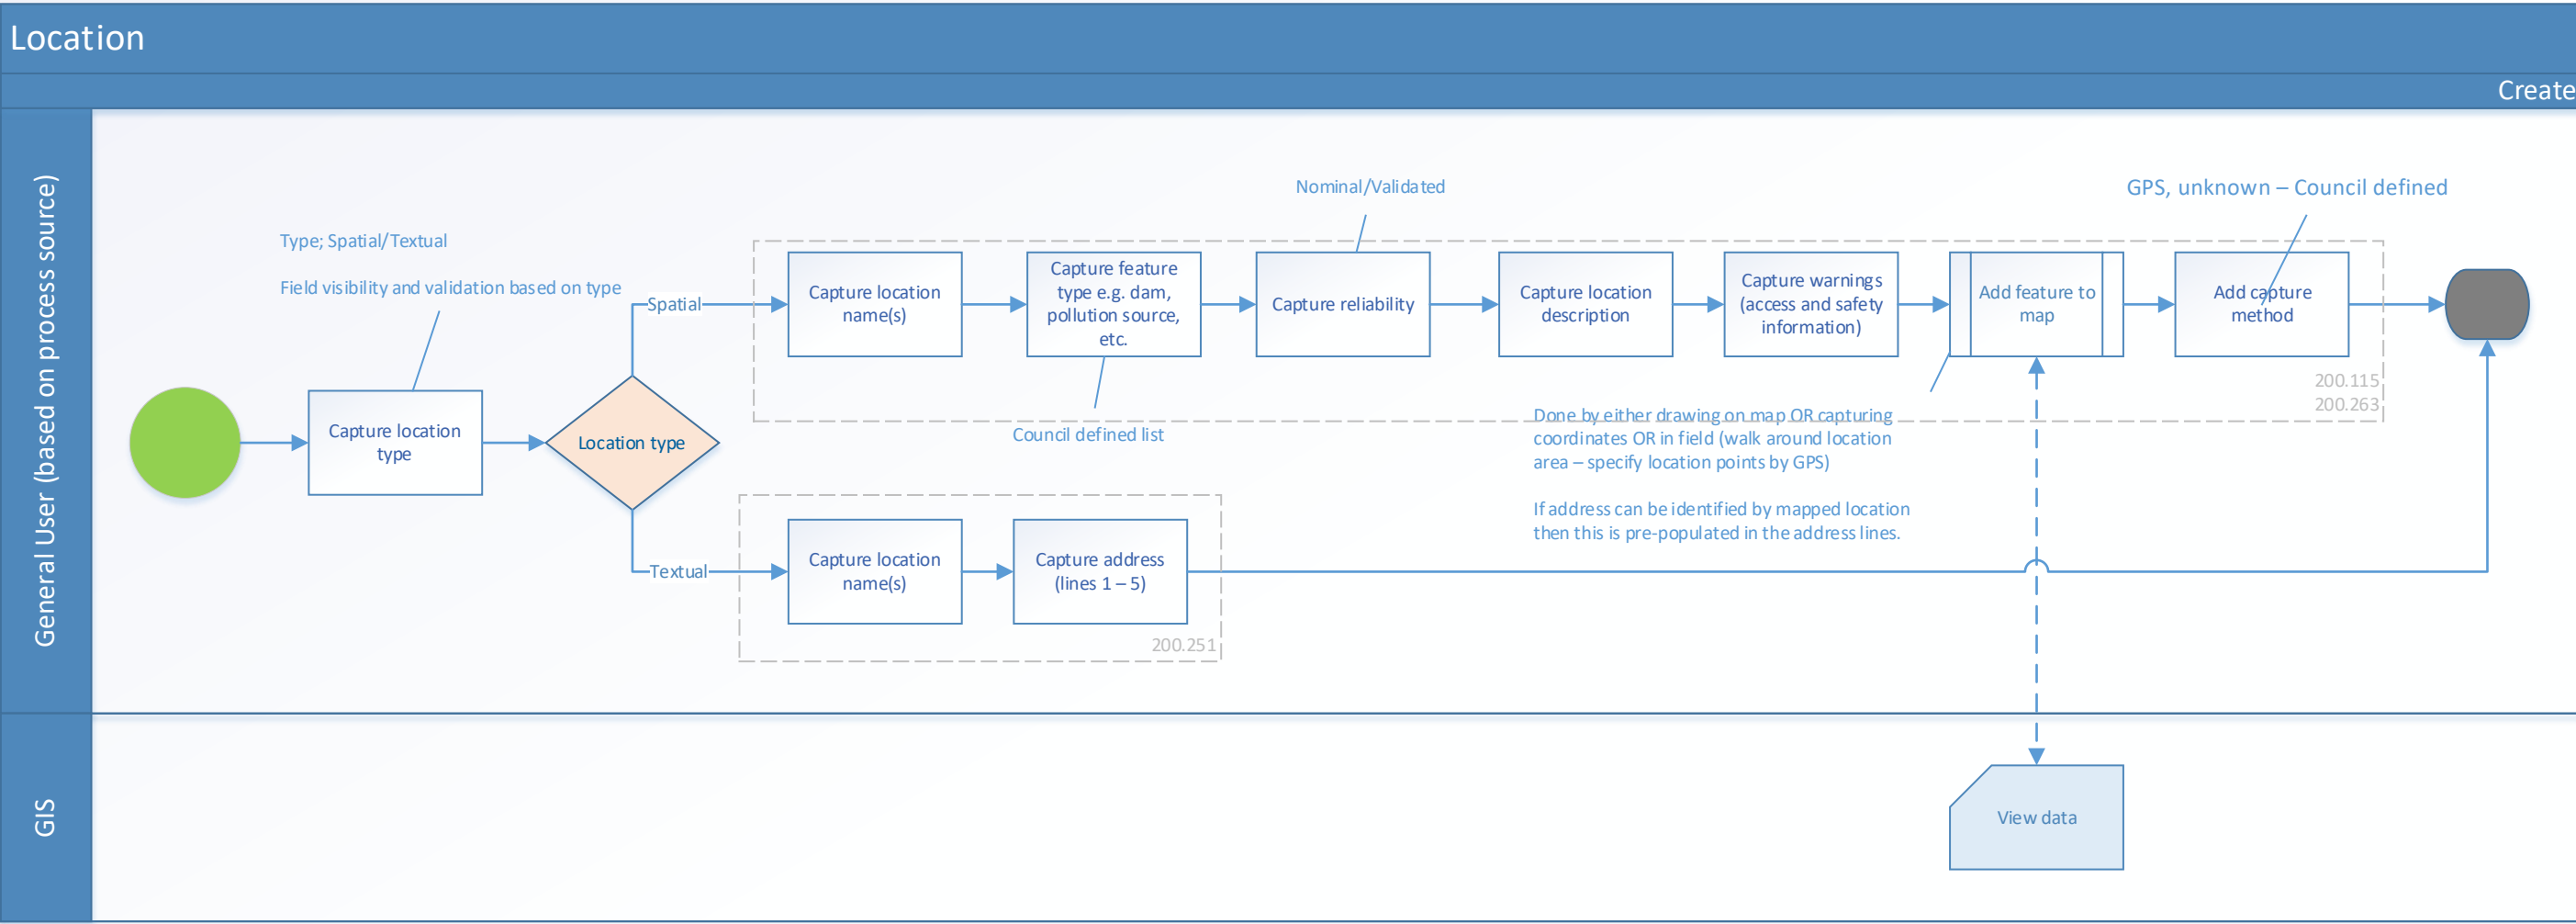 Location
Create
General User (based on process source)
Type; Spatial/Textual
Field visibility and validation based on type
Capture location
type
Location type
Spatial
Capture location
name(s)
Capture feature
type e.g. dam,
pollution source,
etc.
Council defined list
Nominal/Validated
Capture reliability
Capture location
description
Capture warnings
(access and safety
information)
Add feature to
map
Done by either drawing on map OR capturing
coordinates OR in field (walk around location
area – specify location points by GPS)
If address can be identified by mapped location
then this is pre-populated in the address lines.
GPS, unknown – Council defined
Add capture
method
200.115
200.263
Textual
Capture location
name(s)
Capture address
(lines 1 – 5)
200.251
GIS
View data